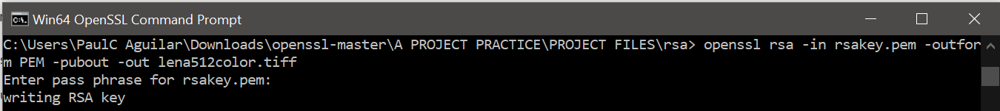 Win64 OpenSSL Command Prompt
C:\Users\PaulC Aguilar\Downloads\openssl-master\A PROJECT PRACTICE\PROJECT FILES\rsa> openssl rsa -in rsakey.pem -outfor
m PEM -pubout -out lena512color.tiff
Enter pass phrase for rsakey.pem:
writing RSA key